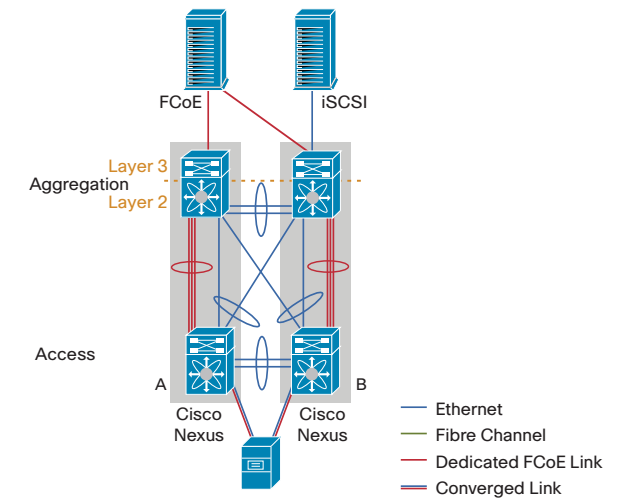 FCoE
iSCSI
Layer 3
Aggregation
Layer 2
Access
A
B
Cisco
Nexus
Cisco
Nexus
Ethernet
Fibre Channel
Dedicated FCoE Link
Converged Link